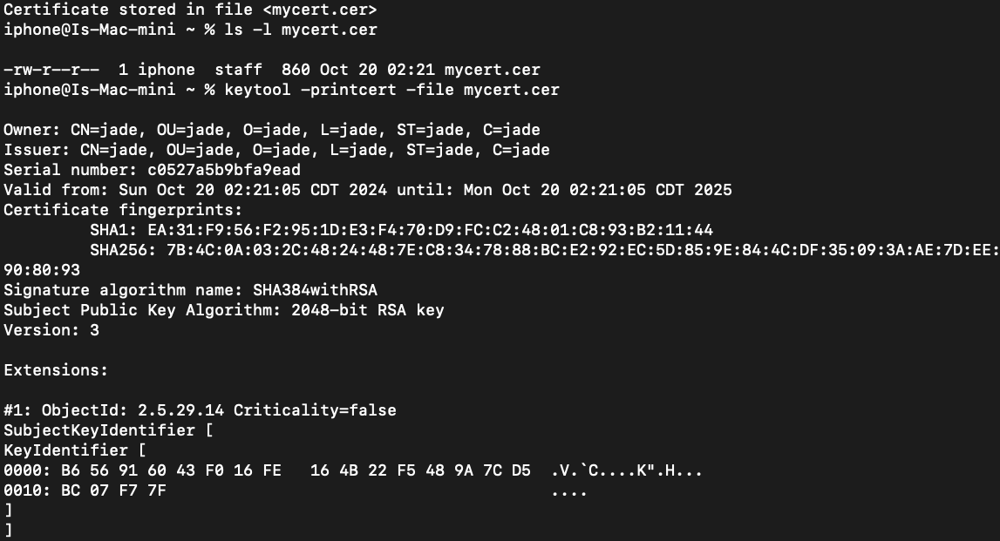 Certificate stored in file <mycert.cer>
iphone@Is-Mac-mini ~ % ls -l mycert.cer
-rw-r--r--  1 iphone  staff  860 Oct 20 02:21 mycert.cer
iphone@Is-Mac-mini ~ % keytool -printcert -file mycert.cer
Owner: CN=jade, OU=jade, O=jade, L=jade, ST=jade, C=jade
Issuer: CN=jade, OU=jade, O=jade, L=jade, ST=jade, C=jade
Serial number: c0527a5b9bfa9ead
Valid from: Sun Oct 20 02:21:05 CDT 2024 until: Mon Oct 20 02:21:05 CDT 2025
Certificate fingerprints:
SHA1: EA:31:F9:56:F2:95:1D:E3:F4:70:D9:FC:C2:48:01:C8:93:B2:11:44
SHA256: 7B:4C:0A:03:2C:48:24:48:7E:C8:34:78:88:BC:E2:92:EC:5D:85:9E:84:4C:DF:35:09:3A:AE:7D:EE:
90:80:93
Signature algorithm name: SHA384withRSA
Subject Public Key Algorithm: 2048-bit RSA key
Version: 3
Extensions:
#1: ObjectId: 2.5.29.14 Criticality=false
SubjectKeyIdentifier [
KeyIdentifier [
0000: B6 56 91 60 43 F0 16 FE   16 4B 22 F5 48 9A 7C D5  .V.`C....K".H...
0010: BC 07 F7 7F                                        ....
]
]